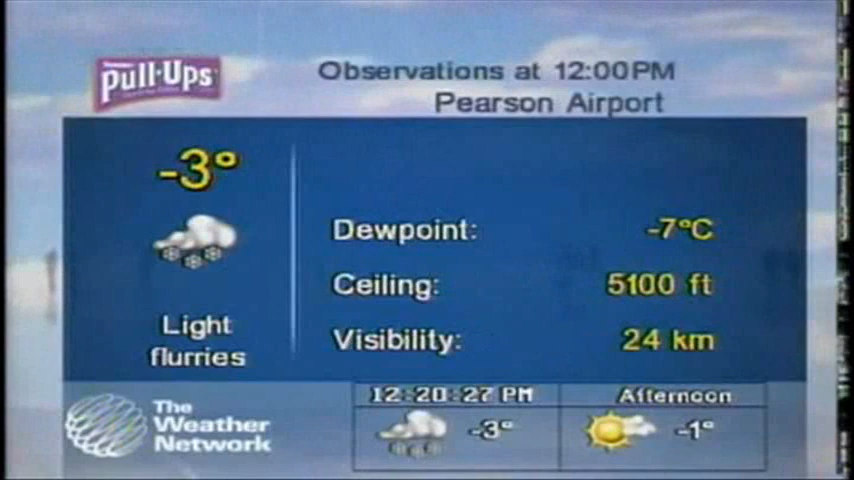 Pull-Ups
Observations at 12:00PM
Pearson Airport
-3°
Light
flurries
Dewpoint: -7°C
Ceiling: 5100 ft
Visibility: 24 km
The
Weather
Network
12:20:27 PM
-3°
Afternoon
-1°